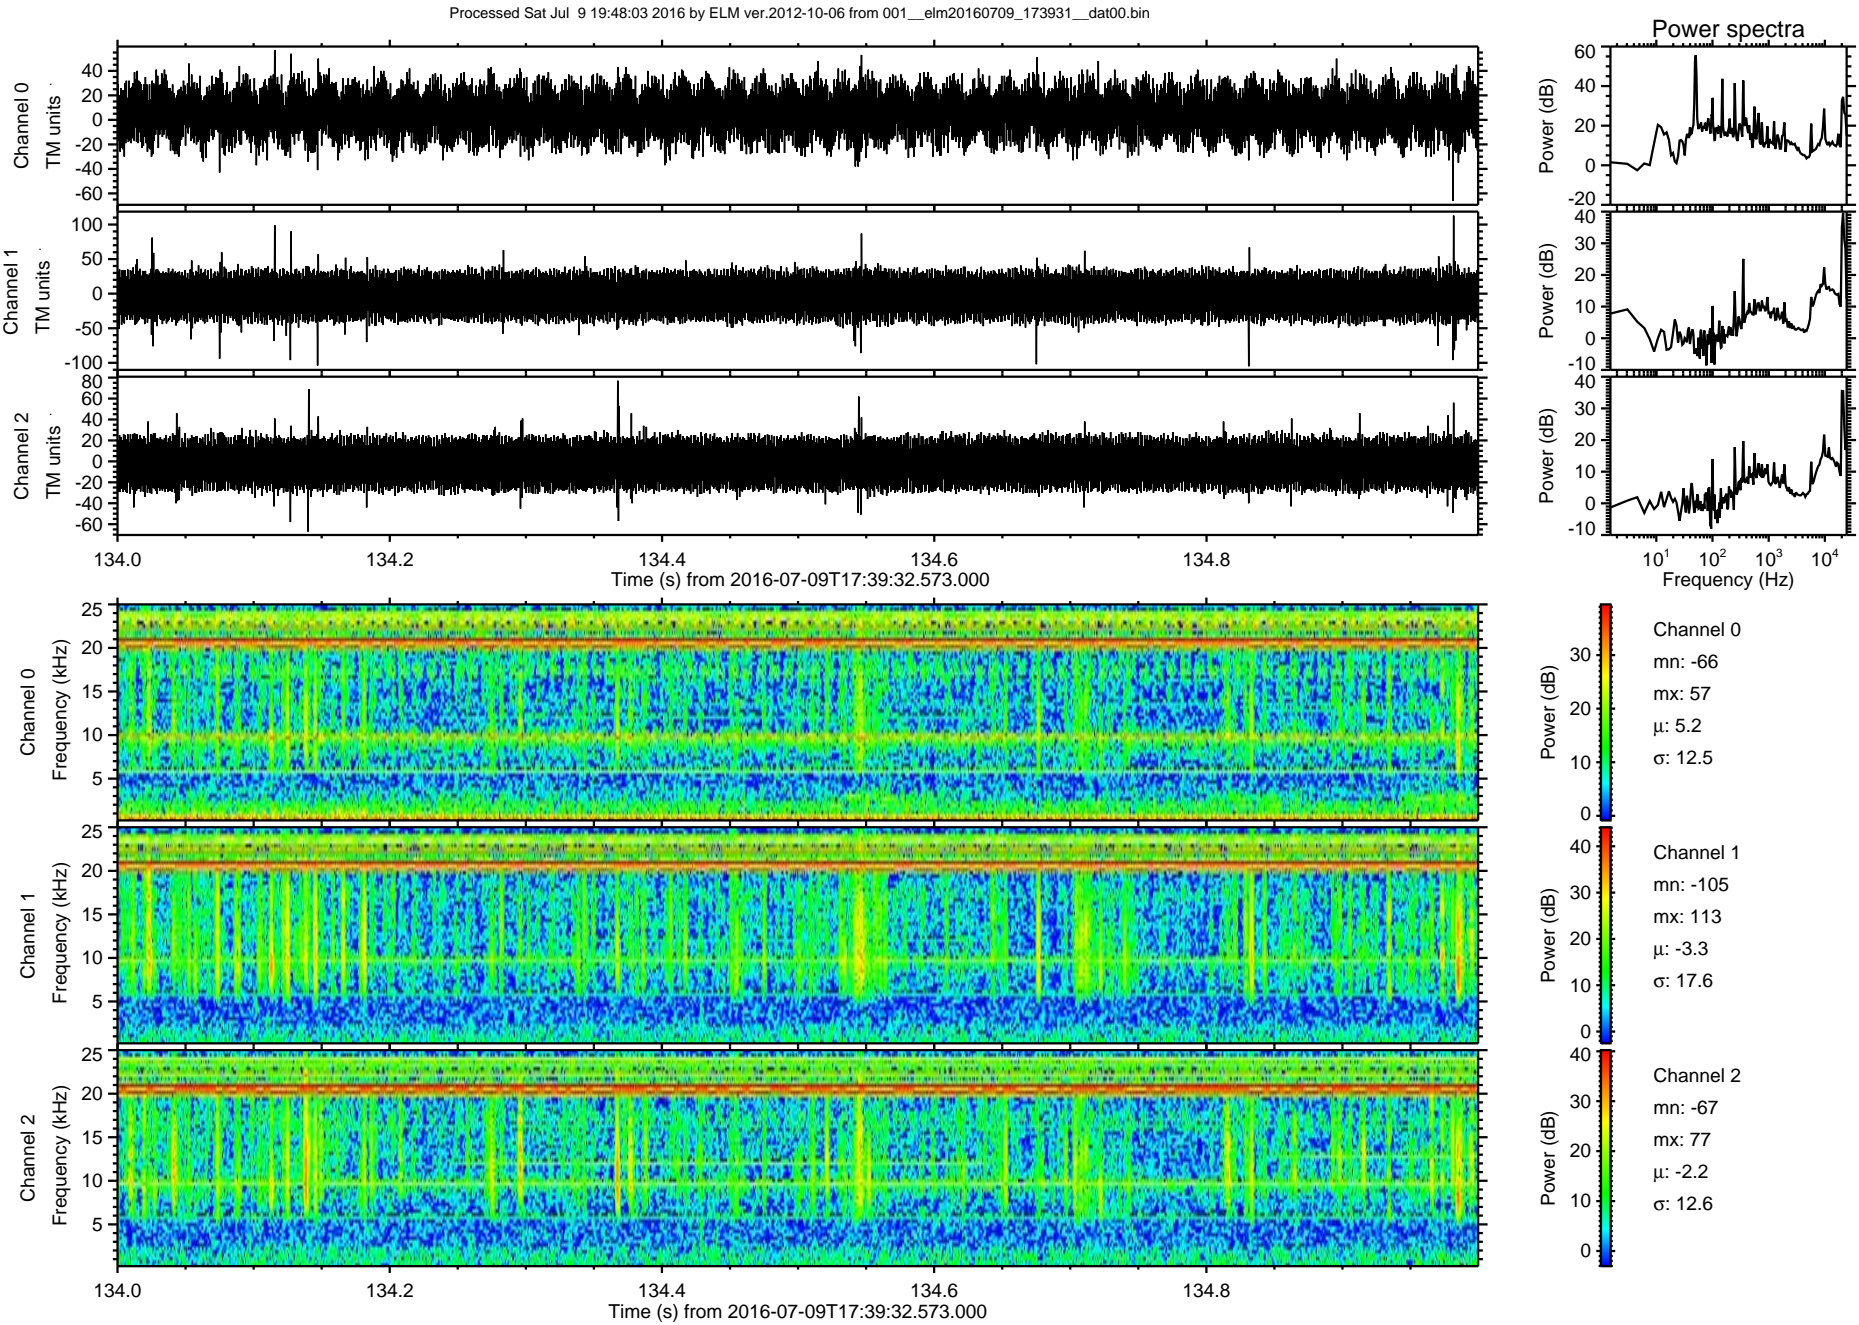 Processed Sat Jul  9 19:48:03 2016 by ELM ver.2012-10-06 from 001__elm20160709_173931__dat00.bin
Power spectra
Channel 0
TM units
40
20
0
-20
-40
-60
Power (dB)
60
40
20
0
-20
Channel 1
TM units
100
50
0
-50
-100
Power (dB)
40
30
20
10
0
-10
Channel 2
TM units
80
60
40
20
0
-20
-40
-60
Power (dB)
40
30
20
10
0
-10
134.0 134.2 134.4 134.6 134.8
Time (s) from 2016-07-09T17:39:32.573.000
10^1 10^2 10^3 10^4
Frequency (Hz)
Channel 0
Frequency (kHz)
25
20
15
10
5
Power (dB)
30
20
10
0
Channel 0
mn: -66
mx: 57
μ: 5.2
σ: 12.5
Channel 1
Frequency (kHz)
25
20
15
10
5
Power (dB)
40
30
20
10
0
Channel 1
mn: -105
mx: 113
μ: -3.3
σ: 17.6
Channel 2
Frequency (kHz)
25
20
15
10
5
Power (dB)
40
30
20
10
0
Channel 2
mn: -67
mx: 77
μ: -2.2
σ: 12.6
134.0 134.2 134.4 134.6 134.8
Time (s) from 2016-07-09T17:39:32.573.000